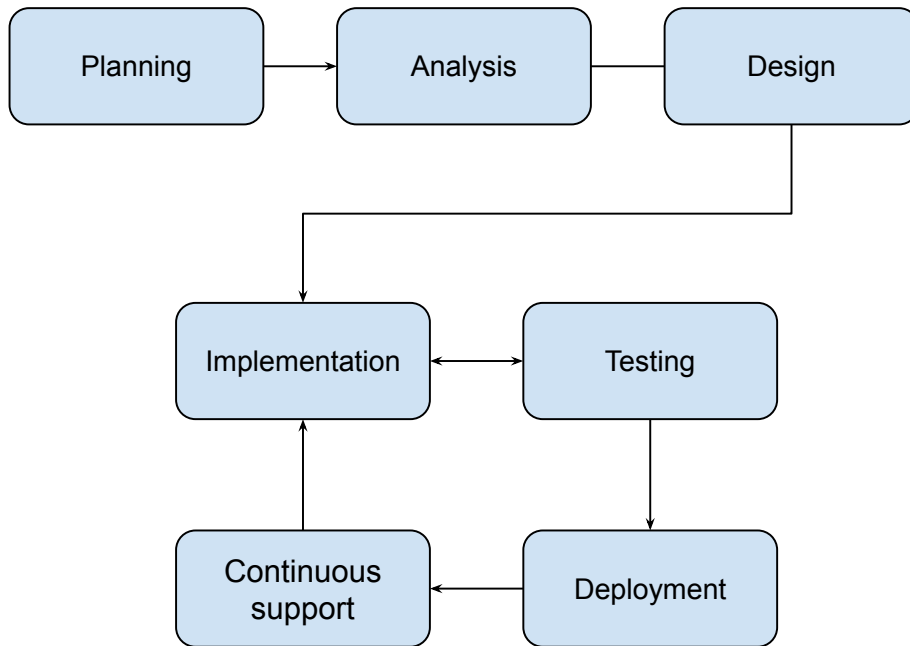 Planning
Analysis
Design
Implementation
Testing
Continuous
support
Deployment